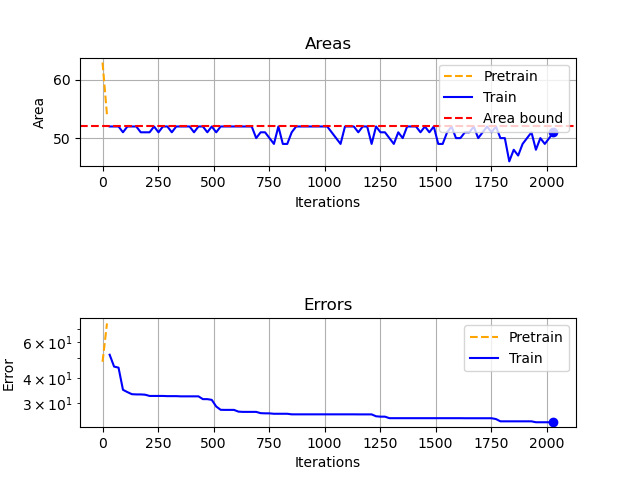 Areas
60
50
Area
Pretrain
Train
Area bound
0 250 500 750 1000 1250 1500 1750 2000
Iterations
Errors
6 × 10¹
4 × 10¹
3 × 10¹
Error
Pretrain
Train
0 250 500 750 1000 1250 1500 1750 2000
Iterations